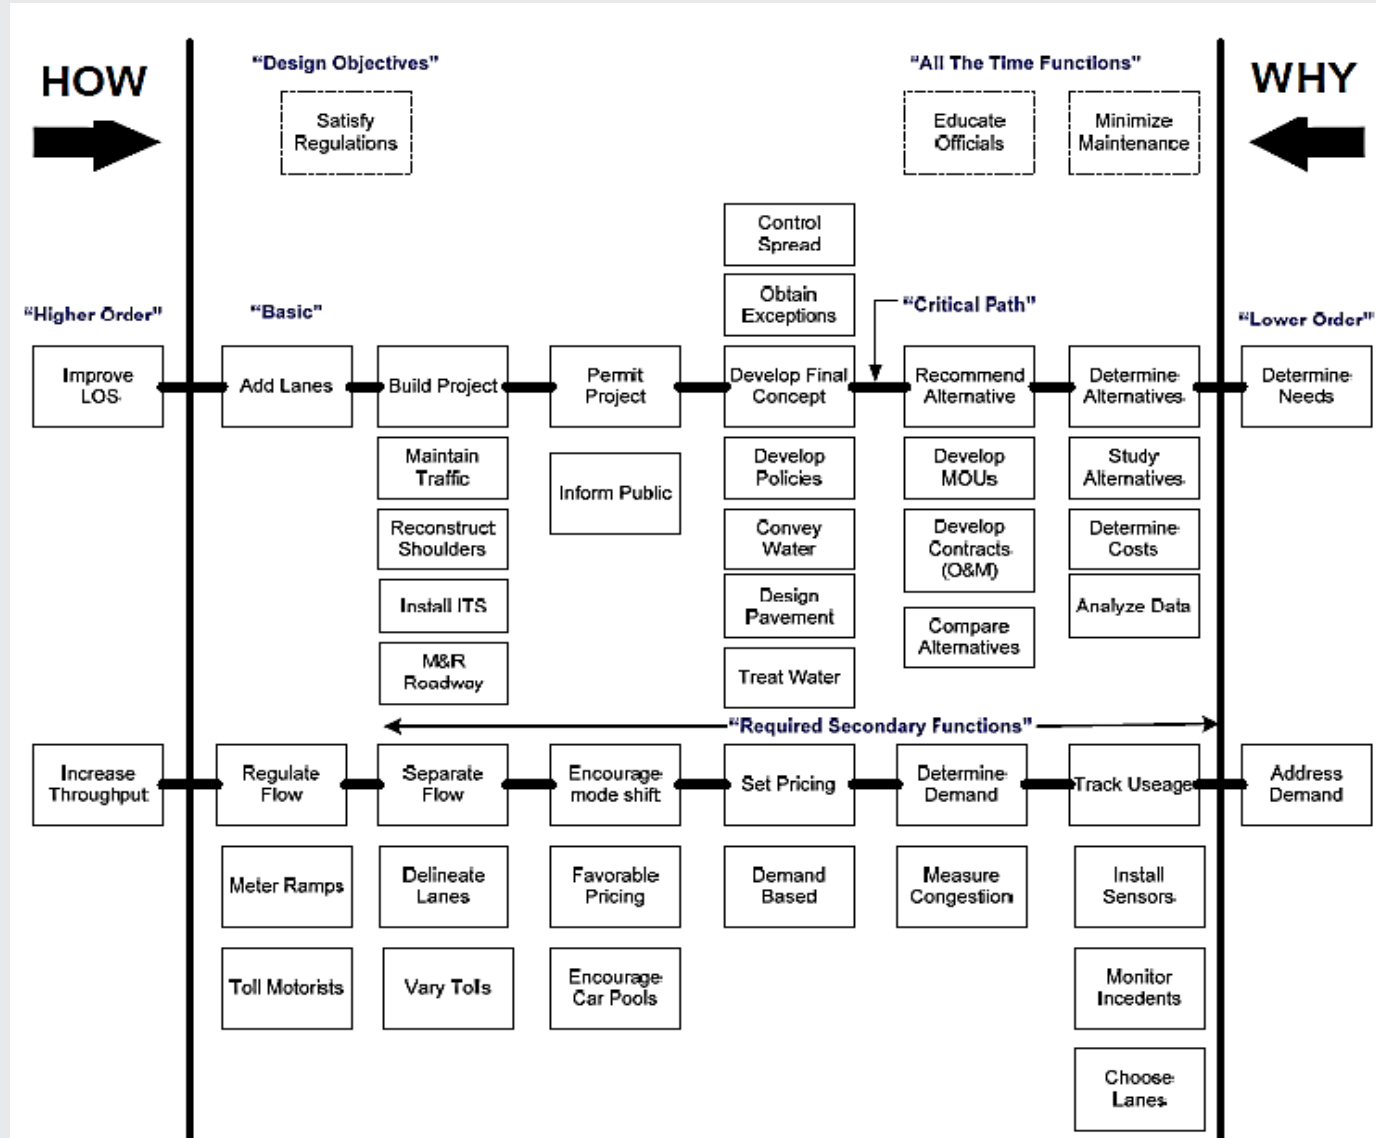 HOW
"Design Objectives"
"All The Time Functions"
WHY
Satisfy
Regulations
Educate
Officials
Minimize
Maintenance
Control
Spread
Obtain
Exceptions
"Higher Order"
"Basic"
"Critical Path"
"Lower Order"
Improve
LOS
Add Lanes
Build Project
Permit
Project
Develop Final
Concept
Recommend
Alternative
Determine
Alternatives
Determine
Needs
Maintain
Traffic
Inform Public
Develop
Policies
Develop
MOUs
Study
Alternatives
Reconstruct
Shoulders
Convey
Water
Develop
Contracts
(O&M)
Determine
Costs
Install ITS
Design
Pavement
Analyze Data
M&R
Roadway
Treat Water
Compare
Alternatives
"Required Secondary Functions"
Increase
Throughput
Regulate
Flow
Separate
Flow
Encourage
mode shift
Set Pricing
Determine
Demand
Track Useage
Address
Demand
Meter Ramps
Delineate
Lanes
Favorable
Pricing
Demand
Based
Measure
Congestion
Install
Sensors
Toll Motorists
Vary Tolls
Encourage
Car Pools
Monitor
Incedents
Choose
Lanes